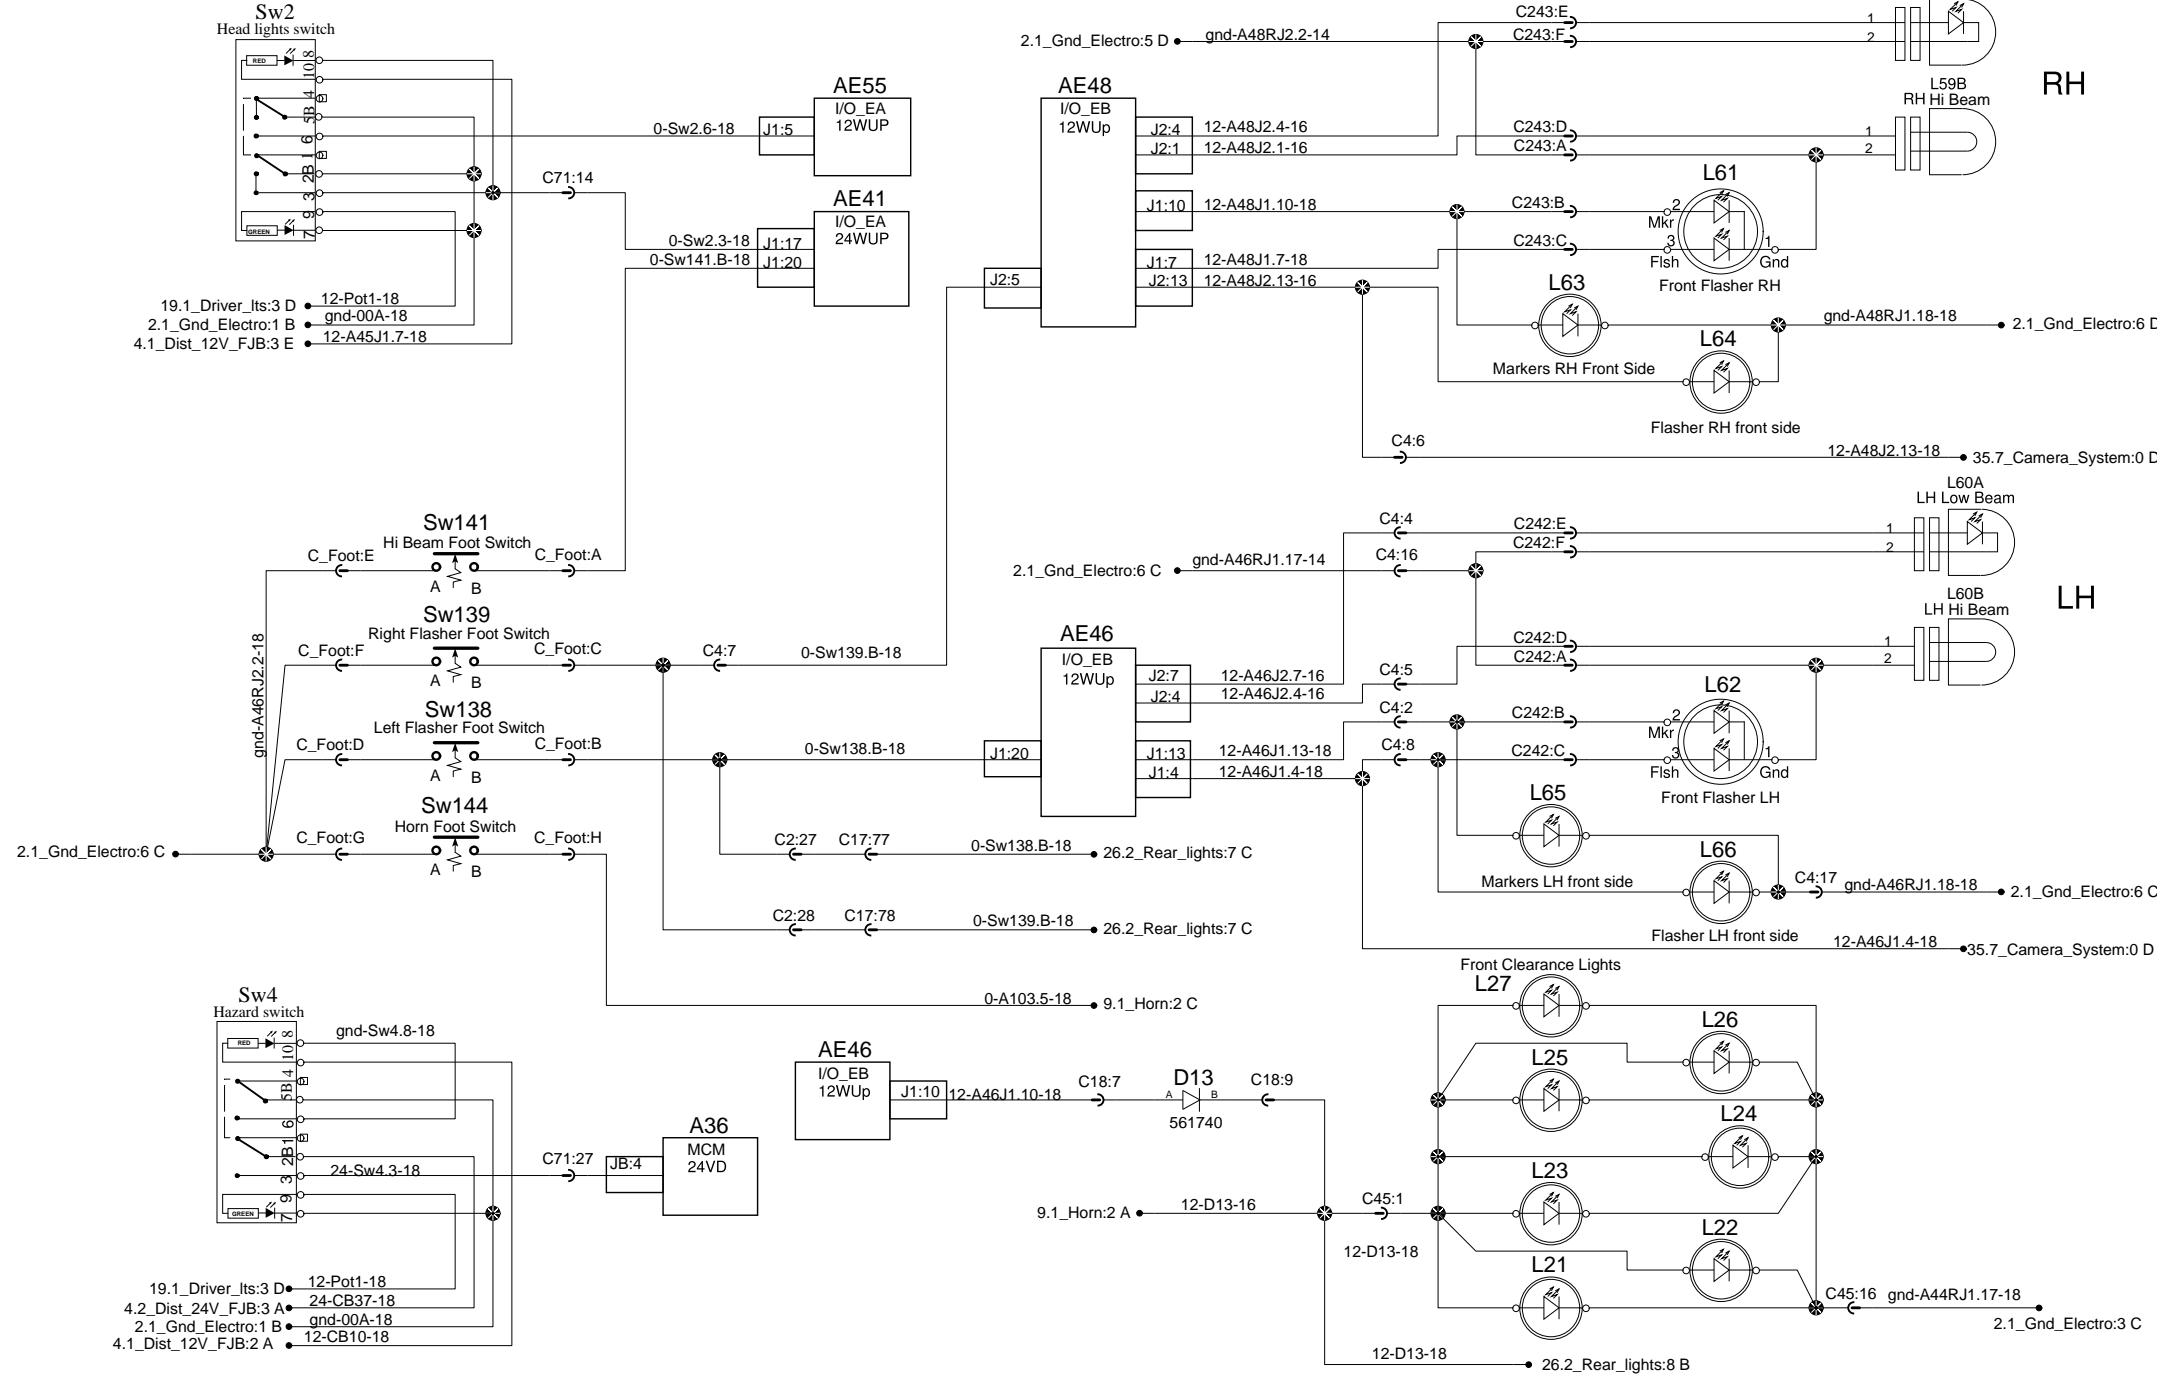 Sw2
Head lights switch
RED
8
10
4
5B
6
1
2B
3
9
GREEN
7
C71:14
19.1_Driver_lts:3 D
12-Pot1-18
2.1_Gnd_Electro:1 B
gnd-00A-18
4.1_Dist_12V_FJB:3 E
12-A45J1.7-18
0-Sw2.6-18
AE55
I/O_EA
12WUP
J1:5
AE41
I/O_EA
24WUP
0-Sw2.3-18
J1:17
0-Sw141.B-18
J1:20
2.1_Gnd_Electro:5 D
gnd-A48RJ2.2-14
AE48
I/O_EB
12WUp
J2:4
12-A48J2.4-16
J2:1
12-A48J2.1-16
J1:10
12-A48J1.10-18
J1:7
12-A48J1.7-18
J2:13
12-A48J2.13-16
J2:5
C243:E
C243:F
C243:D
C243:A
C243:B
C243:C
1
2
RH
L59B
RH Hi Beam
1
2
L61
2
Mkr
3
Flsh
1
Gnd
Front Flasher RH
L63
Markers RH Front Side
L64
Flasher RH front side
gnd-A48RJ1.18-18
2.1_Gnd_Electro:6 D
C4:6
12-A48J2.13-18
35.7_Camera_System:0 D
Sw141
Hi Beam Foot Switch
C_Foot:E
A
B
C_Foot:A
Sw139
Right Flasher Foot Switch
C_Foot:F
A
B
C_Foot:C
C4:7
0-Sw139.B-18
Sw138
Left Flasher Foot Switch
C_Foot:D
A
B
C_Foot:B
0-Sw138.B-18
Sw144
Horn Foot Switch
C_Foot:G
A
B
C_Foot:H
gnd-A46RJ2.2-18
2.1_Gnd_Electro:6 C
C2:27
C17:77
0-Sw138.B-18
26.2_Rear_lights:7 C
C2:28
C17:78
0-Sw139.B-18
26.2_Rear_lights:7 C
0-A103.5-18
9.1_Horn:2 C
2.1_Gnd_Electro:6 C
gnd-A46RJ1.17-14
C4:4
C4:16
C242:E
C242:F
1
2
L60A
LH Low Beam
LH
AE46
I/O_EB
12WUp
J1:20
J2:7
12-A46J2.7-16
J2:4
12-A46J2.4-16
J1:13
12-A46J1.13-18
J1:4
12-A46J1.4-18
C4:5
C4:2
C4:8
C242:D
C242:A
C242:B
C242:C
1
2
L60B
LH Hi Beam
L62
2
Mkr
3
Flsh
1
Gnd
Front Flasher LH
L65
Markers LH front side
L66
Flasher LH front side
C4:17
gnd-A46RJ1.18-18
2.1_Gnd_Electro:6 C
12-A46J1.4-18
35.7_Camera_System:0 D
Sw4
Hazard switch
RED
8
10
4
5B
6
1
2B
3
9
GREEN
7
gnd-Sw4.8-18
24-Sw4.3-18
C71:27
A36
MCM
24VD
JB:4
19.1_Driver_lts:3 D
12-Pot1-18
4.2_Dist_24V_FJB:3 A
24-CB37-18
2.1_Gnd_Electro:1 B
gnd-00A-18
4.1_Dist_12V_FJB:2 A
12-CB10-18
AE46
I/O_EB
12WUp
J1:10
12-A46J1.10-18
C18:7
D13
A
B
561740
C18:9
9.1_Horn:2 A
12-D13-16
C45:1
12-D13-18
Front Clearance Lights
L27
L26
L25
L24
L23
L22
L21
C45:16
gnd-A44RJ1.17-18
2.1_Gnd_Electro:3 C
12-D13-18
26.2_Rear_lights:8 B